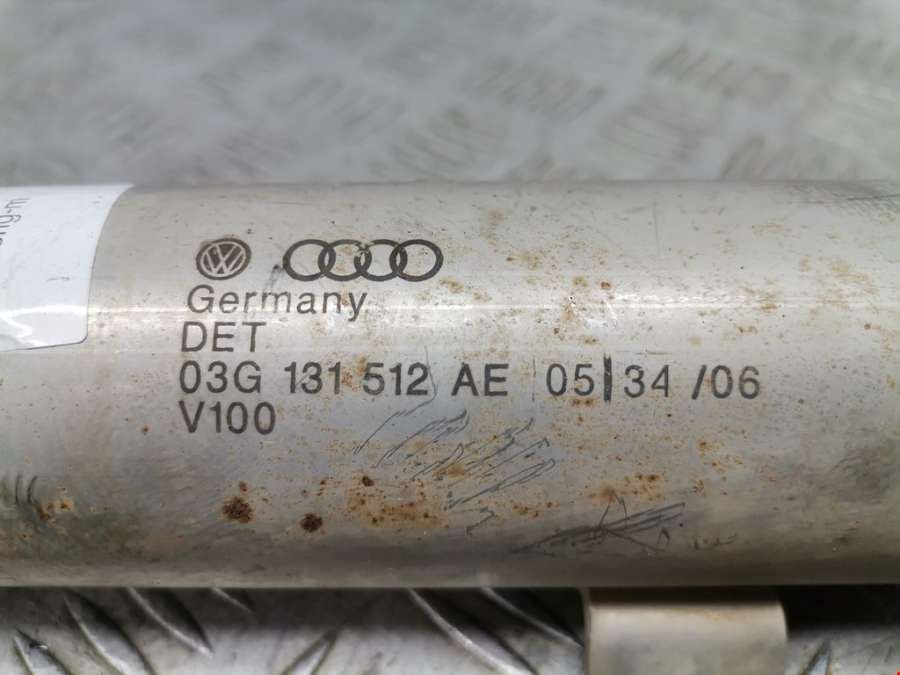 Germany
DET
03G 131 512 AE 05 34 /06
V100